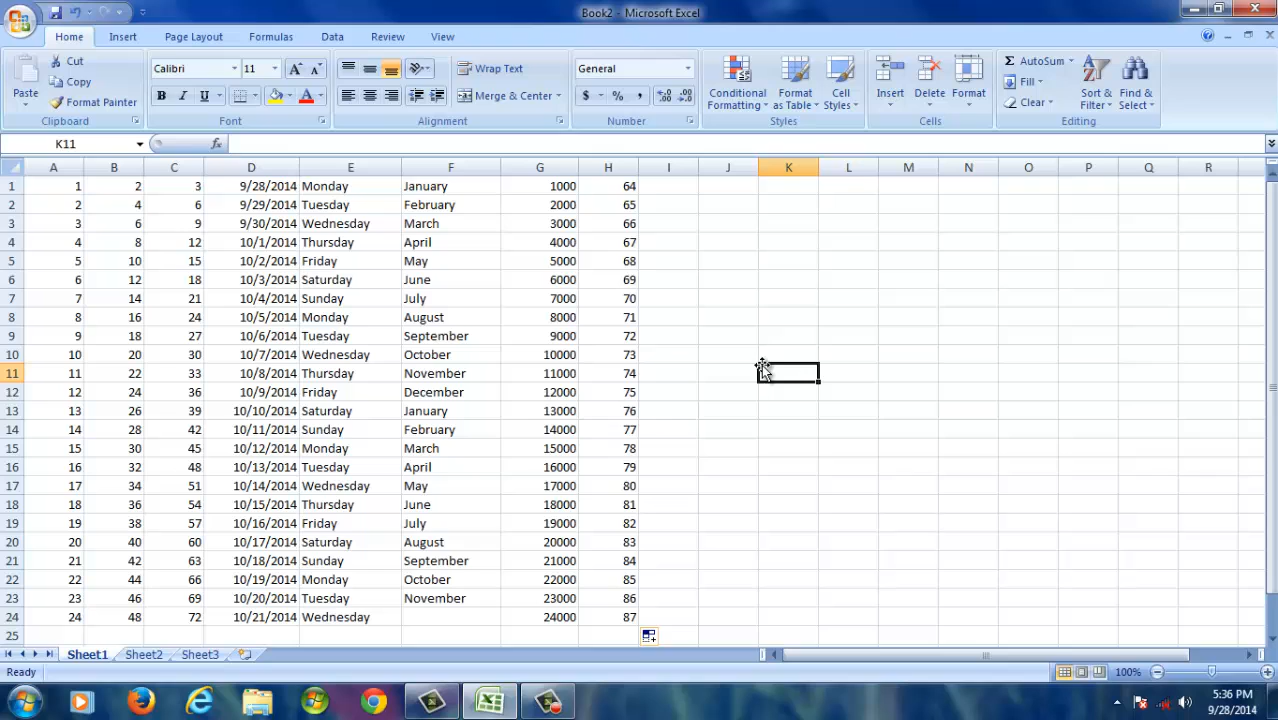 Book2 - Microsoft Excel
Home Insert Page Layout Formulas Data Review View
Paste
Cut
Copy
Format Painter
Clipboard
Calibri 11
B I U
Font
Wrap Text
Merge & Center
Alignment
General
$ % ,
Number
Conditional Formatting
Format as Table
Cell Styles
Styles
Insert Delete Format
Cells
Σ AutoSum
Fill
Clear
Sort & Filter
Find & Select
Editing
K11 fx
A B C D E F G H I J K L M N O P Q R
1 1 2 3 9/28/2014 Monday January 1000 64
2 2 4 6 9/29/2014 Tuesday February 2000 65
3 3 6 9 9/30/2014 Wednesday March 3000 66
4 4 8 12 10/1/2014 Thursday April 4000 67
5 5 10 15 10/2/2014 Friday May 5000 68
6 6 12 18 10/3/2014 Saturday June 6000 69
7 7 14 21 10/4/2014 Sunday July 7000 70
8 8 16 24 10/5/2014 Monday August 8000 71
9 9 18 27 10/6/2014 Tuesday September 9000 72
10 10 20 30 10/7/2014 Wednesday October 10000 73
11 11 22 33 10/8/2014 Thursday November 11000 74
12 12 24 36 10/9/2014 Friday December 12000 75
13 13 26 39 10/10/2014 Saturday January 13000 76
14 14 28 42 10/11/2014 Sunday February 14000 77
15 15 30 45 10/12/2014 Monday March 15000 78
16 16 32 48 10/13/2014 Tuesday April 16000 79
17 17 34 51 10/14/2014 Wednesday May 17000 80
18 18 36 54 10/15/2014 Thursday June 18000 81
19 19 38 57 10/16/2014 Friday July 19000 82
20 20 40 60 10/17/2014 Saturday August 20000 83
21 21 42 63 10/18/2014 Sunday September 21000 84
22 22 44 66 10/19/2014 Monday October 22000 85
23 23 46 69 10/20/2014 Tuesday November 23000 86
24 24 48 72 10/21/2014 Wednesday 24000 87
25
Sheet1 Sheet2 Sheet3
Ready 100%
5:36 PM
9/28/2014